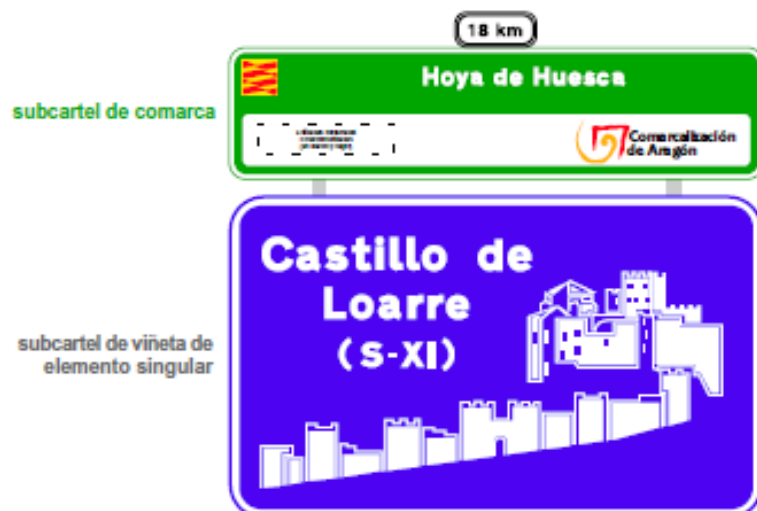 18 km
Hoya de Huesca
subcartel de comarca
Comarcalización
de Aragón
Castillo de
Loarre
(S-XI)
subcartel de viñeta de
elemento singular